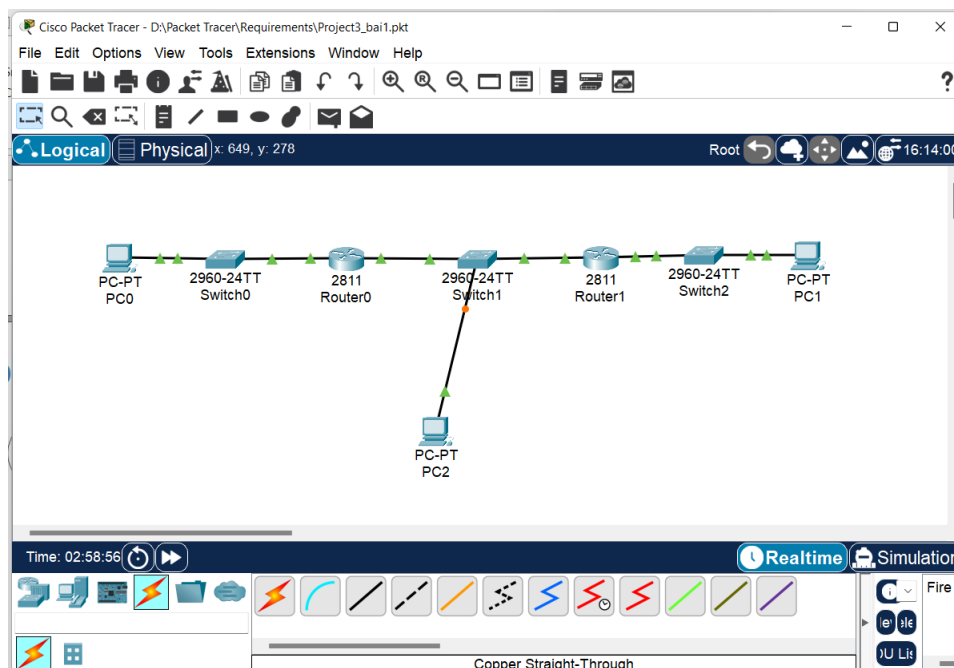 Cisco Packet Tracer - D:\Packet Tracer\Requirements\Project3_bai1.pkt
File Edit Options View Tools Extensions Window Help
?
Logical Physical x: 649, y: 278 Root 16:14:00
PC-PT
PC0
2960-24TT
Switch0
2811
Router0
2960-24TT
Switch1
2811
Router1
2960-24TT
Switch2
PC-PT
PC1
PC-PT
PC2
Time: 02:58:56 Realtime Simulation
Fire
Copper Straight-Through